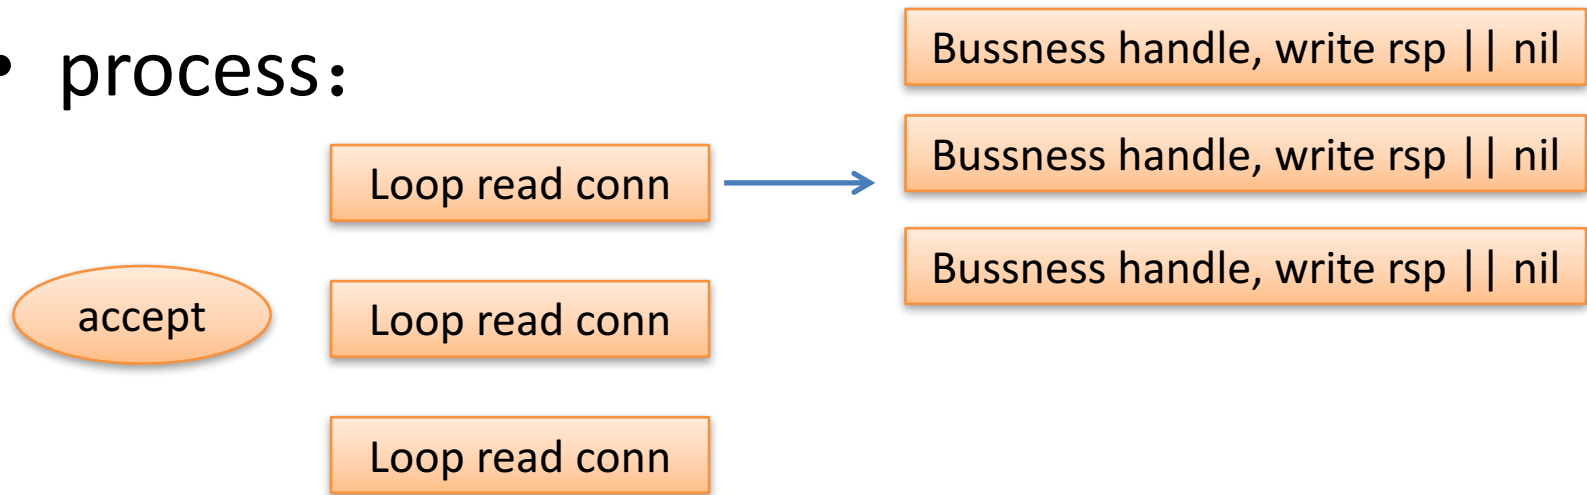 • process：
Bussness handle, write rsp || nil
Bussness handle, write rsp || nil
Loop read conn
Bussness handle, write rsp || nil
accept
Loop read conn
Loop read conn